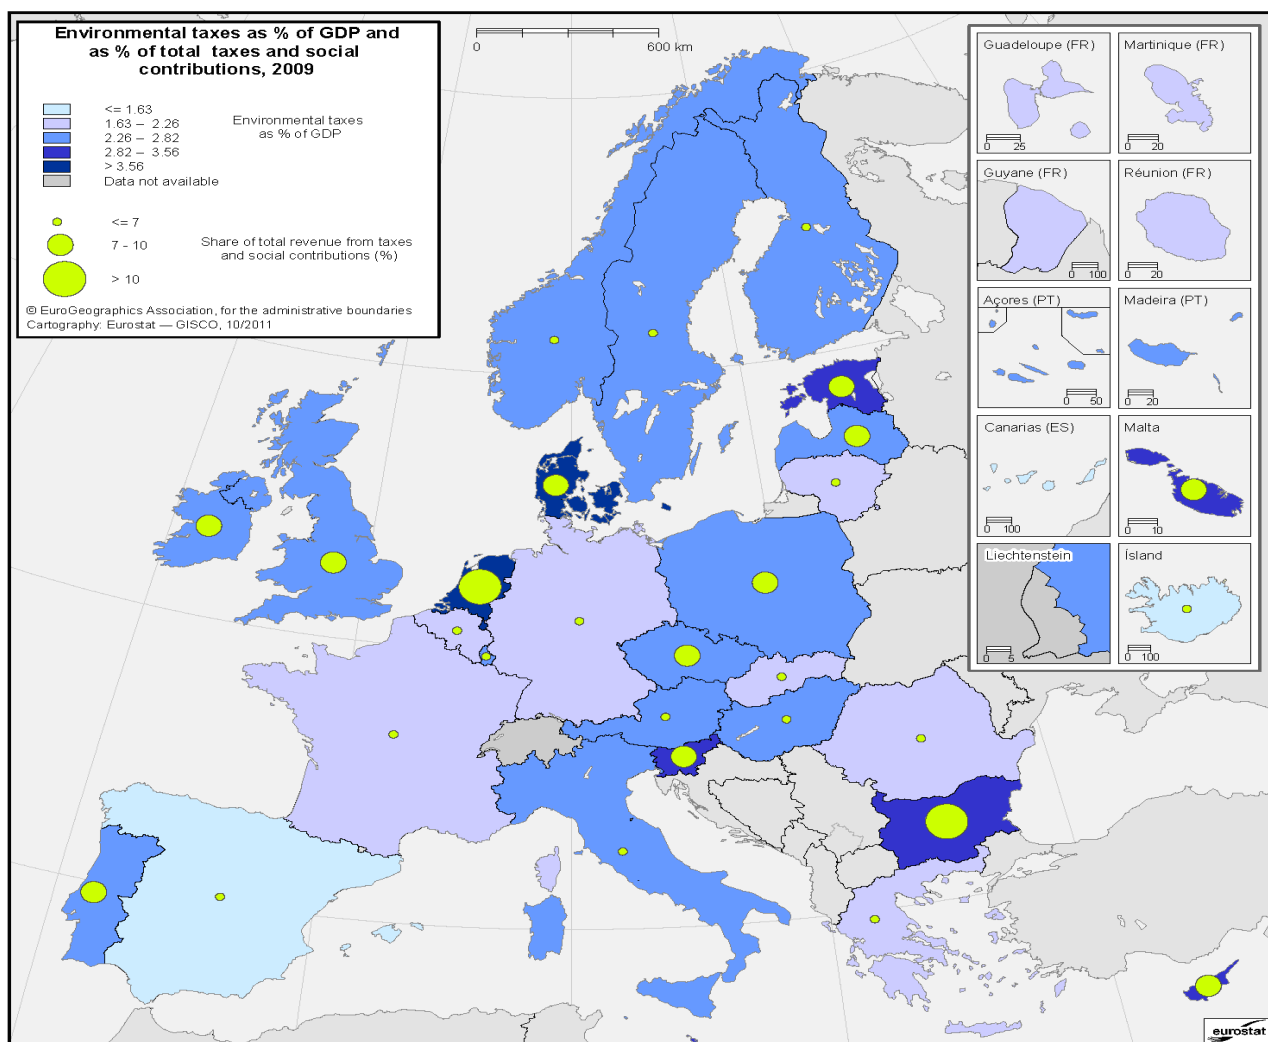 Environmental taxes as % of GDP and
as % of total taxes and social
contributions, 2009
<= 1.63
1.63 – 2.26
2.26 – 2.82
2.82 – 3.56
> 3.56
Data not available
Environmental taxes
as % of GDP
<= 7
7 - 10
> 10
Share of total revenue from taxes
and social contributions (%)
© EuroGeographics Association, for the administrative boundaries
Cartography: Eurostat — GISCO, 10/2011
0 600 km
Guadeloupe (FR)
0 25
Martinique (FR)
0 20
Guyane (FR)
0 100
Réunion (FR)
0 20
Açores (PT)
0 50
Madeira (PT)
0 20
Canarias (ES)
0 100
Malta
0 10
Liechtenstein
0 5
Ísland
0 100
eurostat